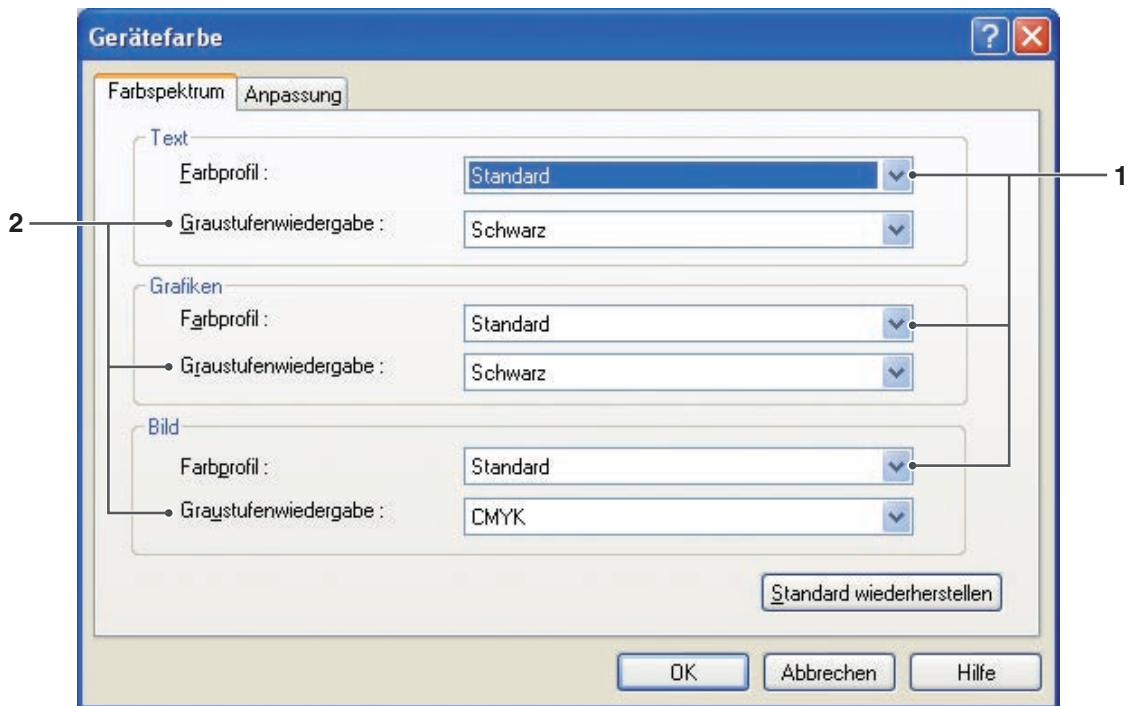 Gerätefarbe
Farbspektrum Anpassung
Text
Farbprofil : Standard 1
2 Graustufenwiedergabe : Schwarz
Grafiken
Farbprofil : Standard
Graustufenwiedergabe : Schwarz
Bild
Farbprofil : Standard
Graustufenwiedergabe : CMYK
Standard wiederherstellen
OK Abbrechen Hilfe